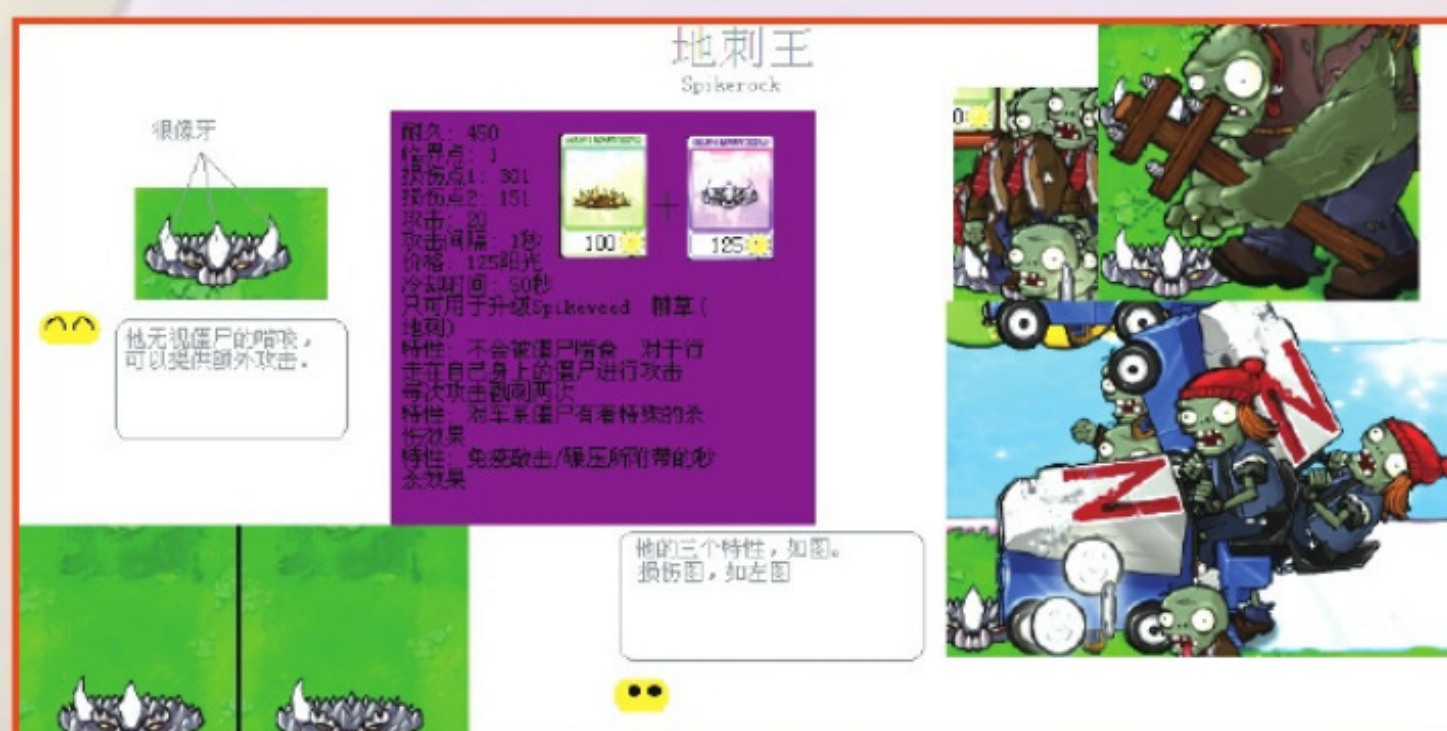 地刺王
Spikerock
很像牙
耐久: 450
临界点: 1
损伤点1: 301
损伤点2: 151
攻击: 20
攻击间隔: 1秒
价格: 125阳光
冷却时间: 50秒
只可用于升级Spikeweed
地刺)
特性: 不会被僵尸啃食 对于行
走在自己身上的僵尸进行攻击
每次攻击戳刺两次
特性: 对车系僵尸有着特殊的杀
伤效果
特性: 免疫敲击/碾压所附带的秒
杀效果
100
+
125
他无视僵尸的啃咬,
可以提供额外攻击。
他的三个特性,如图。
损伤图,如左图
0
N
N